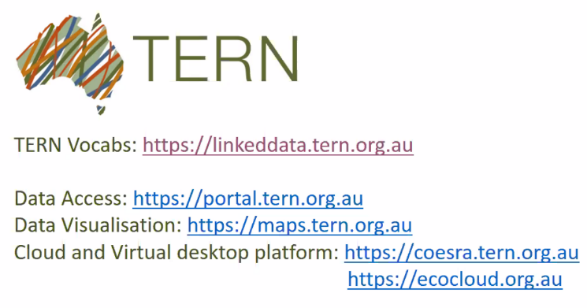 TERN
TERN Vocabs: https://linkeddata.tern.org.au
Data Access: https://portal.tern.org.au
Data Visualisation: https://maps.tern.org.au
Cloud and Virtual desktop platform: https://coesra.tern.org.au
https://ecocloud.org.au